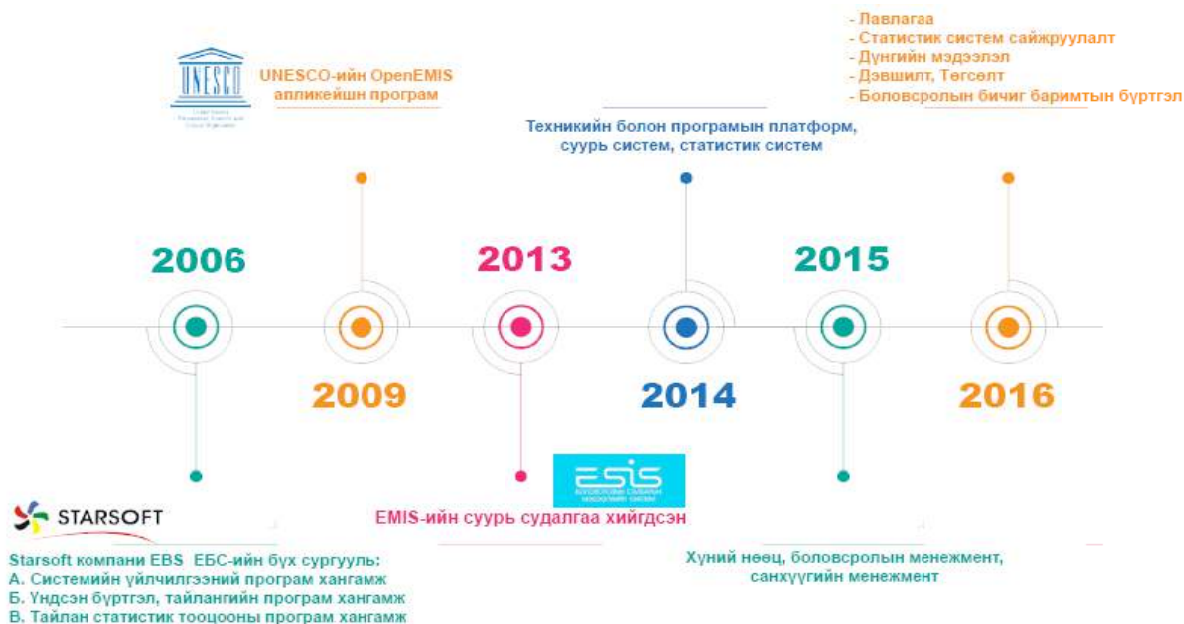 - Лавлагаа
- Статистик систем сайжруулалт
- Дүнгийн мэдээлэл
- Дэвшилт, Төгсөлт
- Боловсролын бичиг баримтын бүртгэл
UNESCO
UNESCO-ийн OpenEMIS
апликейшн програм
Техникийн болон програмын платформ,
суурь систем, статистик систем
2006
2013
2015
2009
2014
2016
ESIS
STARSOFT
EMIS-ийн суурь судалгаа хийгдсэн
Starsoft компани EBS ЕБС-ийн бүх сургууль:
А. Системийн үйлчилгээний програм хангамж
Б. Үндсэн бүртгэл, тайлангийн програм хангамж
В. Тайлан статистик тооцооны програм хангамж
Хүний нөөц, боловсролын менежмент,
санхүүгийн менежмент